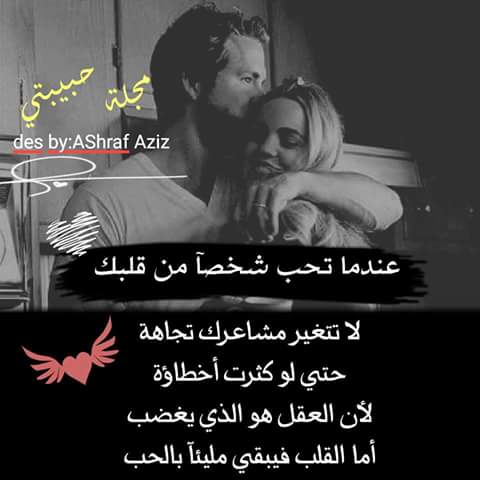 مجلة حبيبتي
des by:AShraf Aziz
عندما تحب شخصآ من قلبك
لا تتغير مشاعرك تجاهة
حتي لو كثرت أخطاؤة
لأن العقل هو الذي يغضب
أما القلب فيبقي مليئآ بالحب